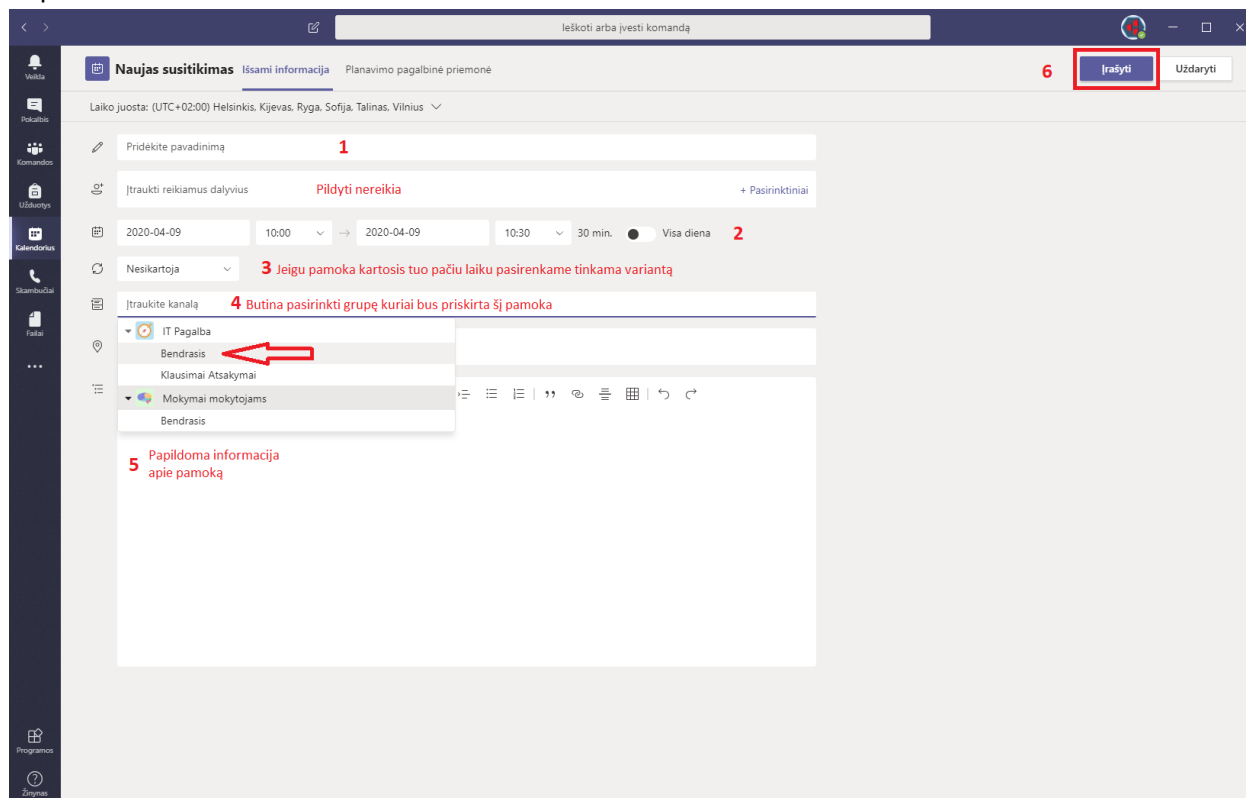 Ieškoti arba įvesti komandą
Veikla
Pokalbis
Komandos
Užduotys
Kalendorius
Skambučiai
Failai
Programos
Žinynas
Naujas susitikimas Išsami informacija Planavimo pagalbinė priemonė 6 Įrašyti Uždaryti
Laiko juosta: (UTC+02:00) Helsinkis, Kijevas, Ryga, Sofija, Talinas, Vilnius
Pridėkite pavadinimą 1
Įtraukti reikiamus dalyvius Pildyti nereikia + Pasirinktiniai
2020-04-09 10:00 → 2020-04-09 10:30 30 min. Visa diena 2
Nesikartoja 3 Jeigu pamoka kartosis tuo pačiu laiku pasirenkame tinkama variantą
Įtraukite kanalą 4 Butina pasirinkti grupę kuriai bus priskirta šį pamoka
IT Pagalba
Bendrasis
Klausimai Atsakymai
Mokymai mokytojams
Bendrasis
5 Papildoma informacija
apie pamoką